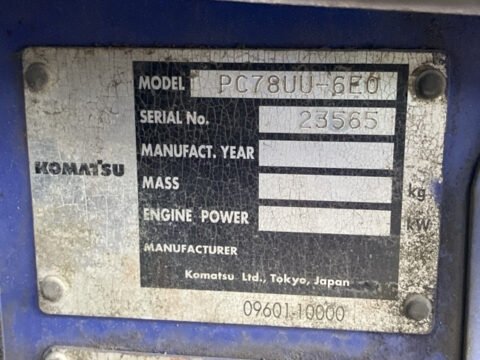 MODEL PC78UU-6E0
SERIAL No. 23565
MANUFACT. YEAR
KOMATSU
MASS kg
ENGINE POWER kW
MANUFACTURER
Komatsu Ltd., Tokyo, Japan
09601-10000